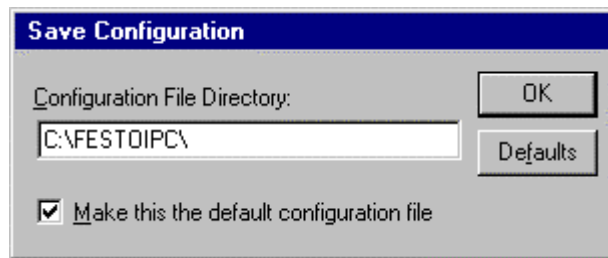 Save Configuration
Configuration File Directory:
OK
C:\FESTOIPC\
Defaults
Make this the default configuration file